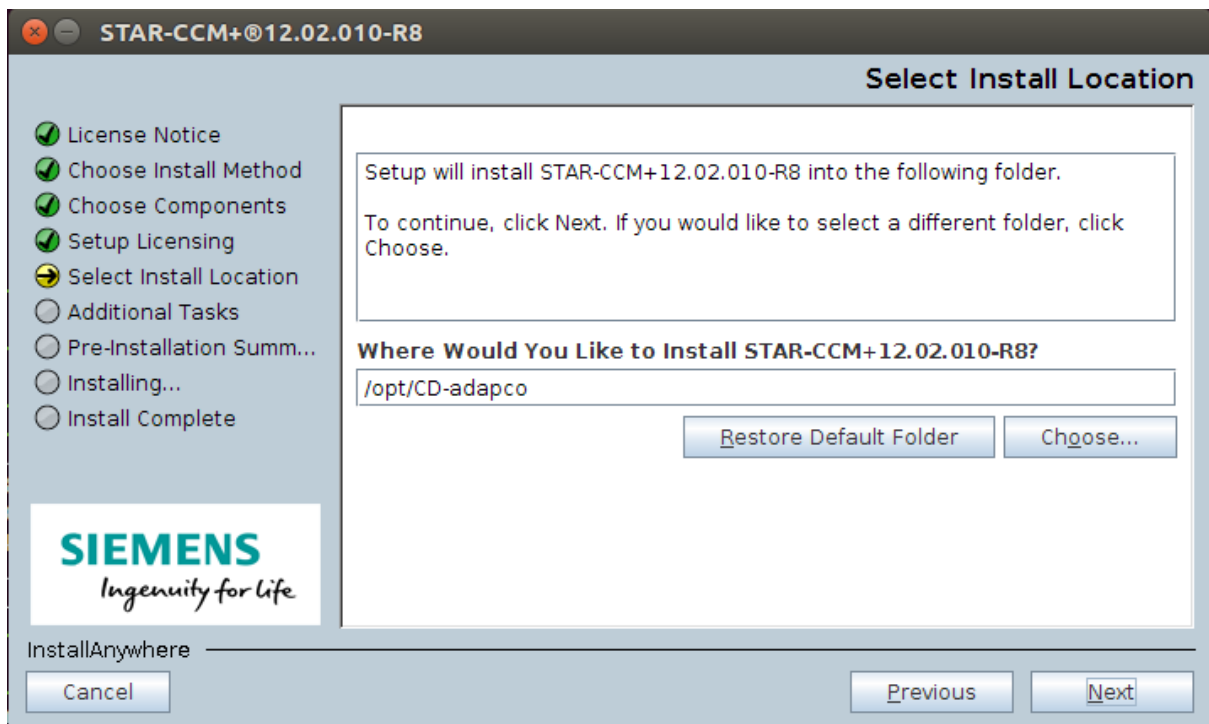 STAR-CCM+®12.02.010-R8
Select Install Location
License Notice
Choose Install Method
Choose Components
Setup Licensing
Select Install Location
Additional Tasks
Pre-Installation Summ...
Installing...
Install Complete
Setup will install STAR-CCM+12.02.010-R8 into the following folder.
To continue, click Next. If you would like to select a different folder, click
Choose.
Where Would You Like to Install STAR-CCM+12.02.010-R8?
/opt/CD-adapco
Restore Default Folder
Choose...
SIEMENS
Ingenuity for life
InstallAnywhere
Cancel
Previous
Next